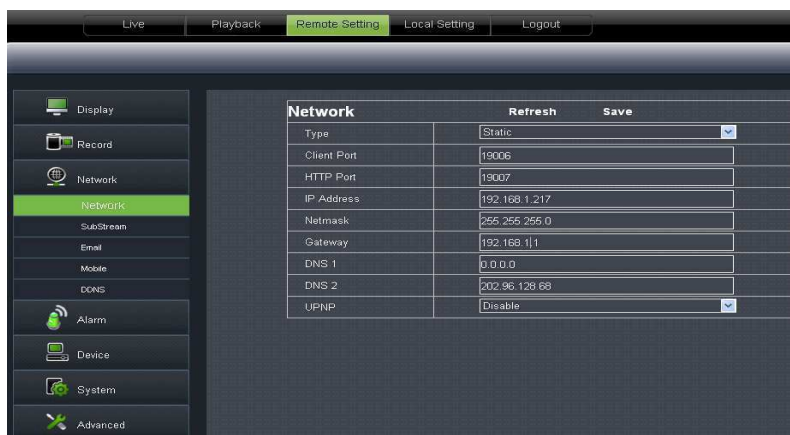 Live Playback Remote Setting Local Setting Logout
Display
Record
Network
Network
SubStream
Email
Mobile
DDNS
Alarm
Device
System
Advanced
Network Refresh Save
Type Static
Client Port 19006
HTTP Port 19007
IP Address 192.168.1.217
Netmask 255.255.255.0
Gateway 192.168.1.1
DNS 1 0.0.0.0
DNS 2 202.96.128.68
UPNP Disable